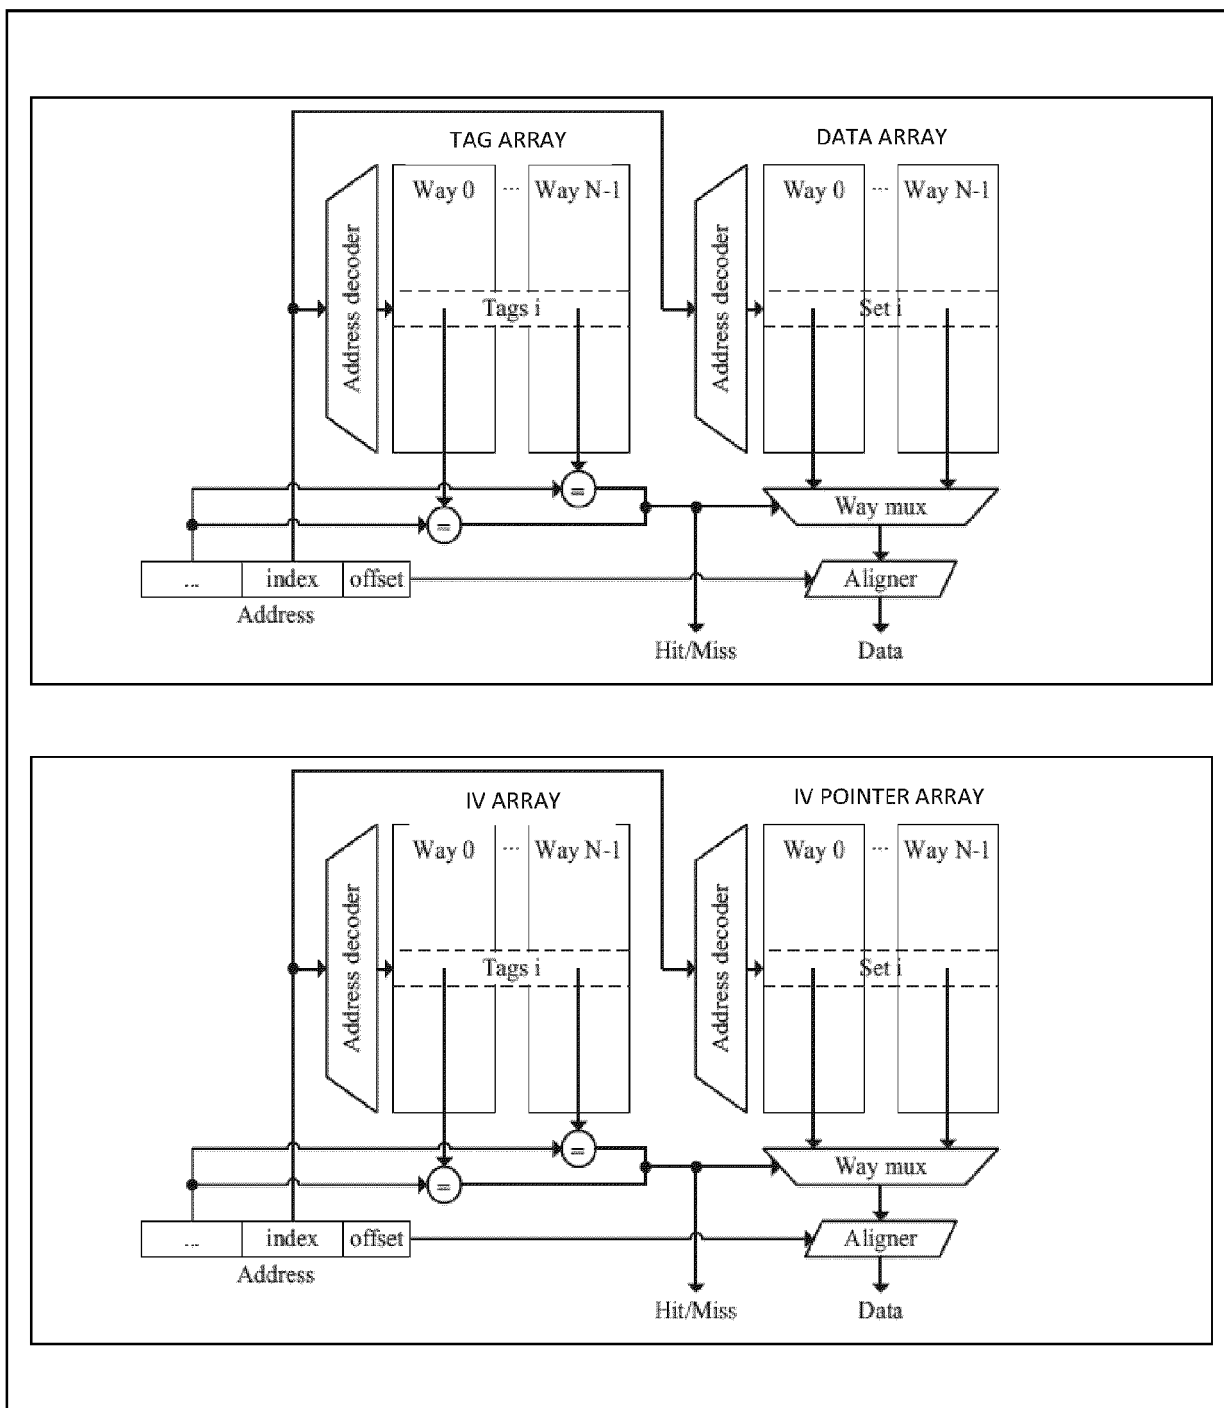 TAG ARRAY
DATA ARRAY
Way 0 ... Way N-1
Way 0 ... Way N-1
Address decoder
Address decoder
Tags i
Set i
=
=
Way mux
... index offset
Aligner
Address
Hit/Miss
Data
IV ARRAY
IV POINTER ARRAY
Way 0 ... Way N-1
Way 0 ... Way N-1
Address decoder
Address decoder
Tags i
Set i
=
=
Way mux
... index offset
Aligner
Address
Hit/Miss
Data